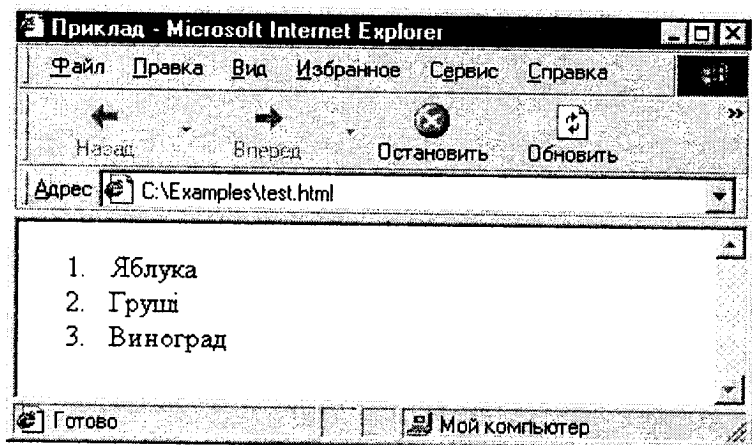 Приклад - Microsoft Internet Explorer
Файл Правка Вид Избранное Сервис Справка
Назад Вперед Остановить Обновить »
Адрес C:\Examples\test.html
1. Яблука
2. Груші
3. Виноград
Готово Мой компьютер